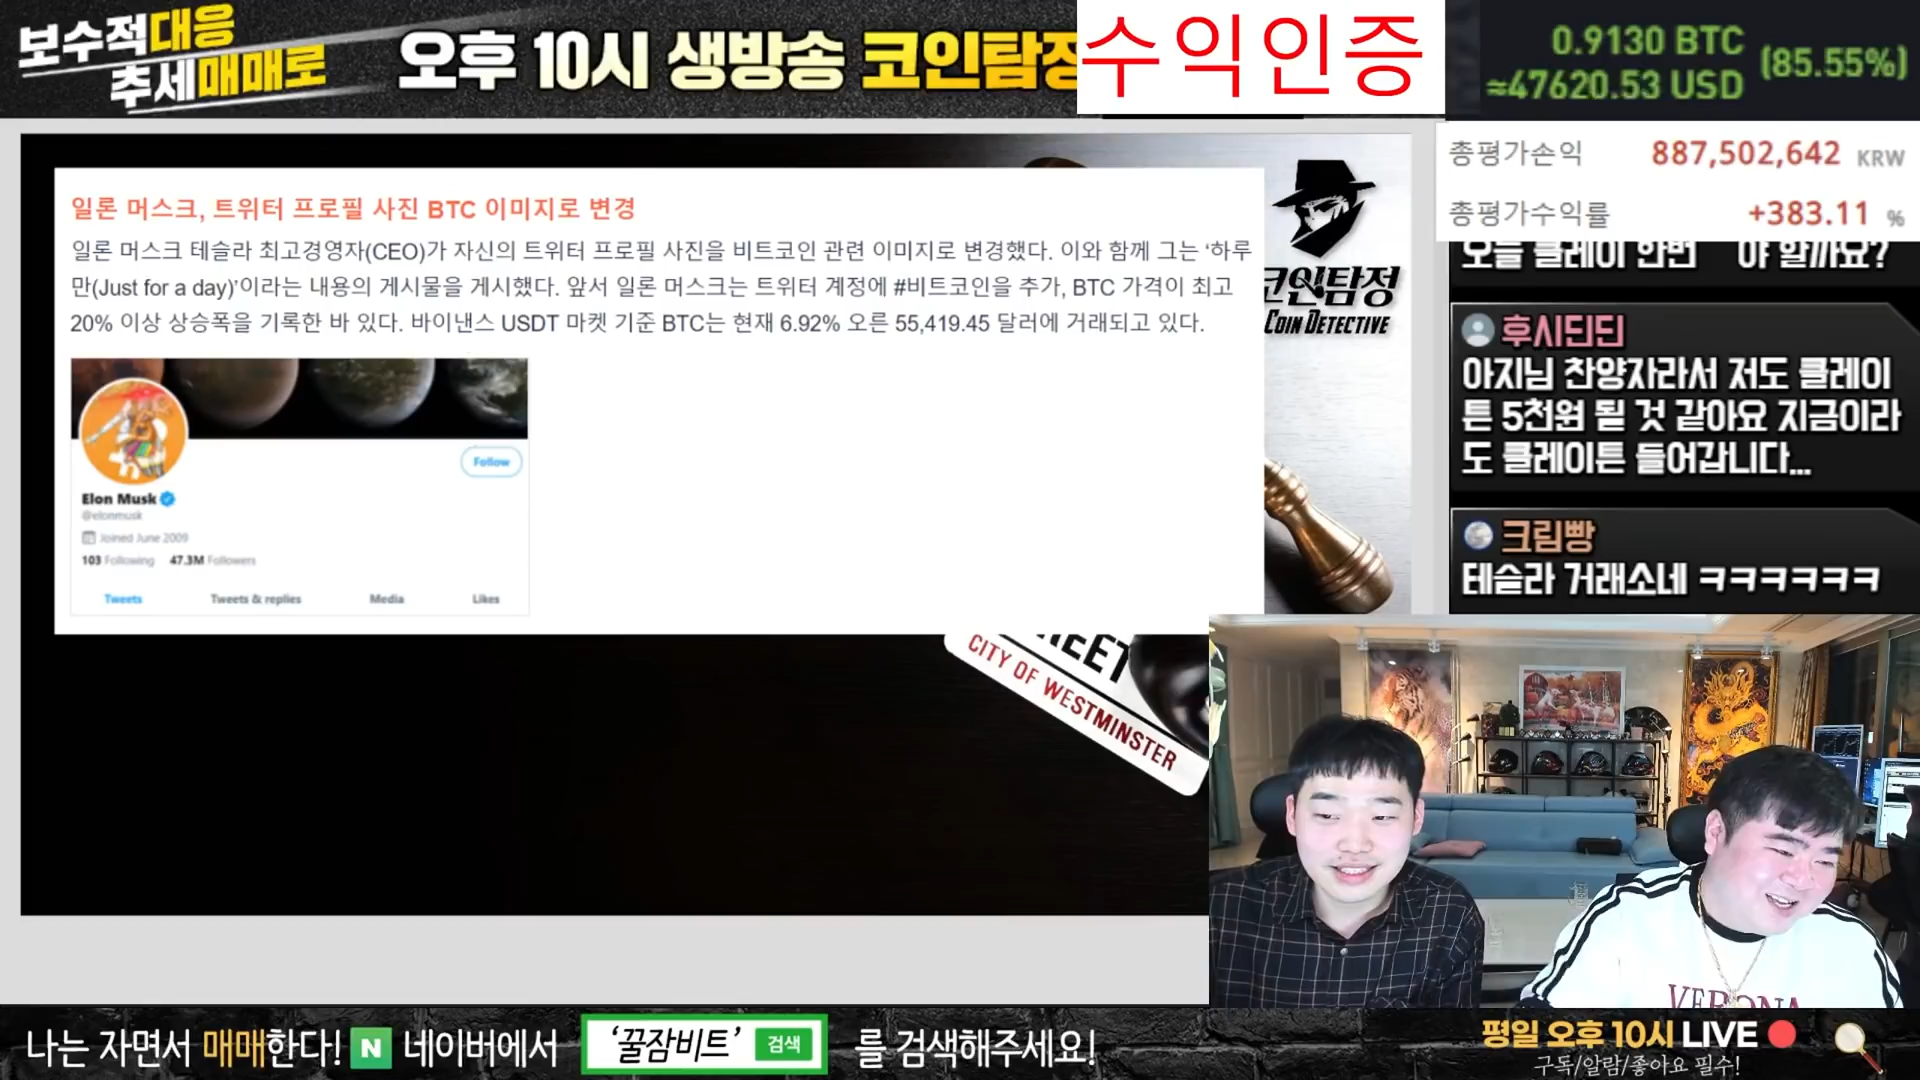 보수적대응
추세매매로
오후 10시 생방송 코인탐정
수익인증
0.9130 BTC
≈47620.53 USD
(85.55%)
총평가손익 887,502,642 KRW
총평가수익률 +383.11 %
일론 머스크, 트위터 프로필 사진 BTC 이미지로 변경
일론 머스크 테슬라 최고경영자(CEO)가 자신의 트위터 프로필 사진을 비트코인 관련 이미지로 변경했다. 이와 함께 그는 ‘하루
만(Just for a day)’이라는 내용의 게시물을 게시했다. 앞서 일론 머스크는 트위터 계정에 #비트코인을 추가, BTC 가격이 최고
20% 이상 상승폭을 기록한 바 있다. 바이낸스 USDT 마켓 기준 BTC는 현재 6.92% 오른 55,419.45 달러에 거래되고 있다.
Follow
Elon Musk
@elonmusk
Joined June 2009
103 Following 47.3M Followers
Tweets Tweets & replies Media Likes
코인탐정
COIN DETECTIVE
CITY OF WESTMINSTER
오늘 클레이 한번 야 할까요?
후시딘딘
아지님 찬양자라서 저도 클레이
튼 5천원 될 것 같아요 지금이라
도 클레이튼 들어갑니다...
크림빵
테슬라 거래소네 ㅋㅋㅋㅋㅋㅋ
VERONA
나는 자면서 매매한다! N 네이버에서 ‘꿀잠비트’ 검색 를 검색해주세요!
평일 오후 10시 LIVE
구독/알람/좋아요 필수!